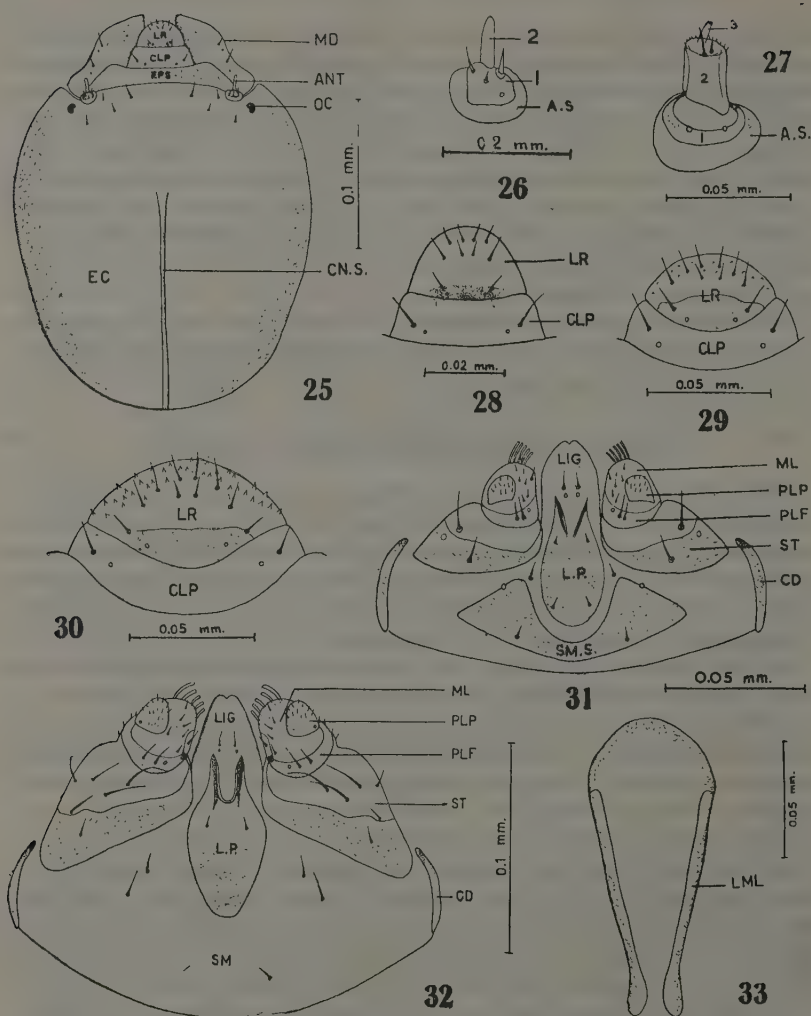 LR
CLP
EPS
MD
ANT
OC
0.1 mm.
EC
CN.S.
25
2
1
A.S
0.2 mm.
26
3
27
2
1
A.S.
0.05 mm.
LR
CLP
0.02 mm.
28
LR
CLP
0.05 mm.
29
LR
CLP
30
0.05 mm.
LIG
ML
PLP
PLF
ST
CD
L.P.
SM.S.
0.05 mm.
31
LIG
ML
PLP
PLF
ST
L.P.
CD
SM
0.1 mm.
32
0.05 mm.
LML
33